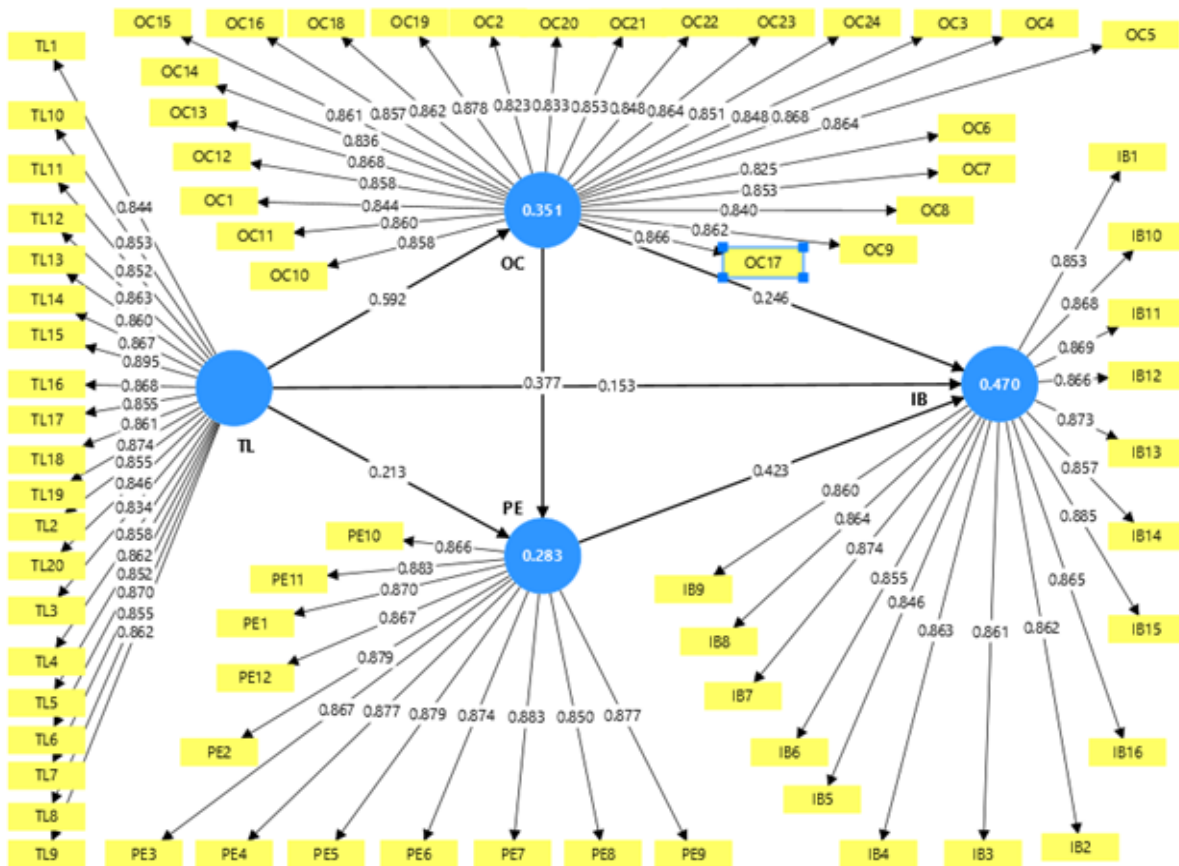 OC15 OC16 OC18 OC19 OC2 OC20 OC21 OC22 OC23 OC24 OC3 OC4 OC5
TL1
OC14
OC13
TL10
OC12
OC1
OC11
OC10
0.861 0.857 0.862 0.878 0.823 0.833 0.853 0.848 0.864 0.851 0.848 0.868 0.864
0.836
0.868
0.858
0.844
0.860
0.858
OC6
OC7
OC8
OC9
OC17
0.825
0.853
0.840
0.862
0.866
0.351
OC
TL11
TL12
TL13
TL14
TL15
TL16
TL17
TL18
TL19
TL2
TL20
TL3
TL4
TL5
TL6
TL7
TL8
TL9
0.844
0.853
0.852
0.863
0.860
0.867
0.895
0.868
0.855
0.861
0.874
0.855
0.846
0.834
0.858
0.862
0.852
0.870
0.855
0.862
TL
0.592
0.246
0.377 0.153
0.213
0.423
IB
0.470
IB1
IB10
IB11
IB12
IB13
IB14
IB15
IB16
0.853
0.868
0.869
0.866
0.873
0.857
0.885
0.865
PE
0.283
PE10
PE11
PE1
PE12
PE2
0.866
0.883
0.870
0.867
0.879
0.867 0.877 0.879 0.874 0.883 0.850 0.877
PE3 PE4 PE5 PE6 PE7 PE8 PE9
0.860
0.864
0.874
0.855
0.846
0.863
0.861
0.862
IB9
IB8
IB7
IB6
IB5
IB4 IB3 IB2